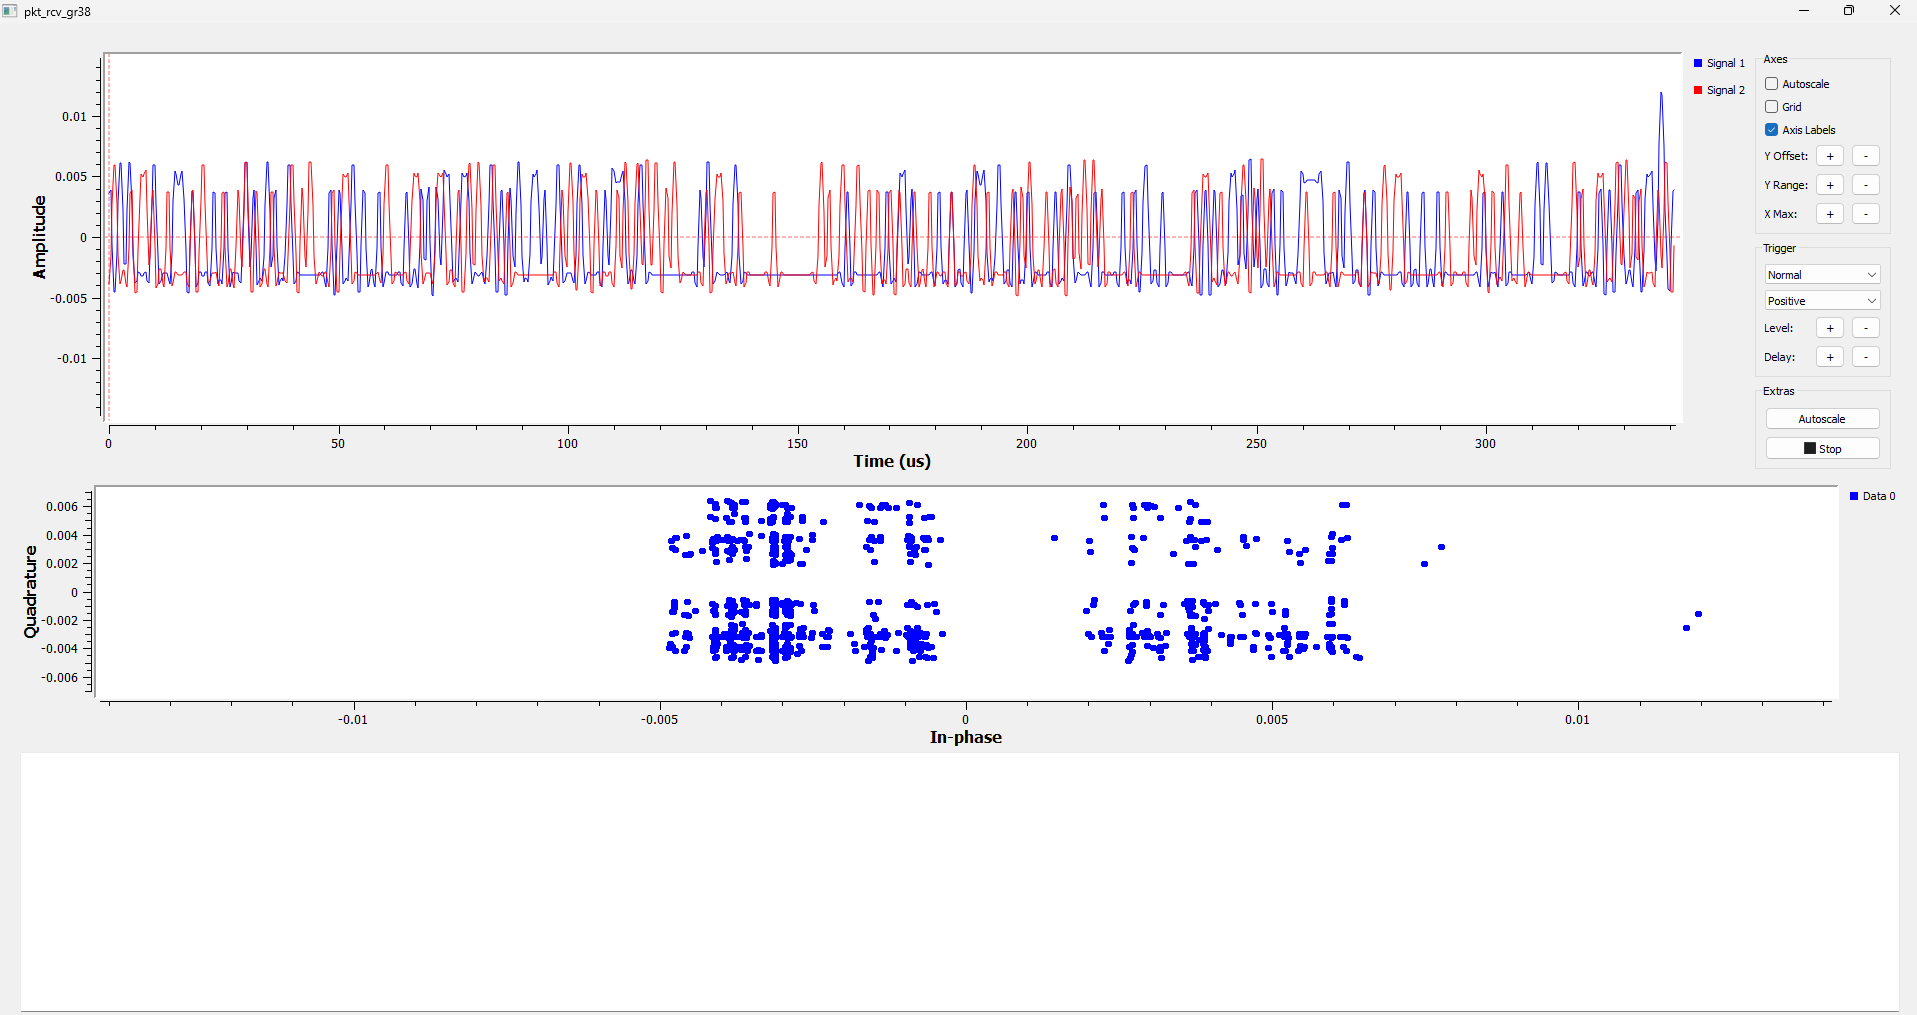 pkt_rcv_gr38
Amplitude
0.01
0.005
0
-0.005
-0.01
0
50
100
150
200
250
300
Time (us)
Signal 1
Signal 2
Axes
Autoscale
Grid
Axis Labels
Y Offset: + -
Y Range: + -
X Max: + -
Trigger
Normal
Positive
Level: + -
Delay: + -
Extras
Autoscale
Stop
Quadrature
0.006
0.004
0.002
0
-0.002
-0.004
-0.006
-0.01
-0.005
0
0.005
0.01
In-phase
Data 0